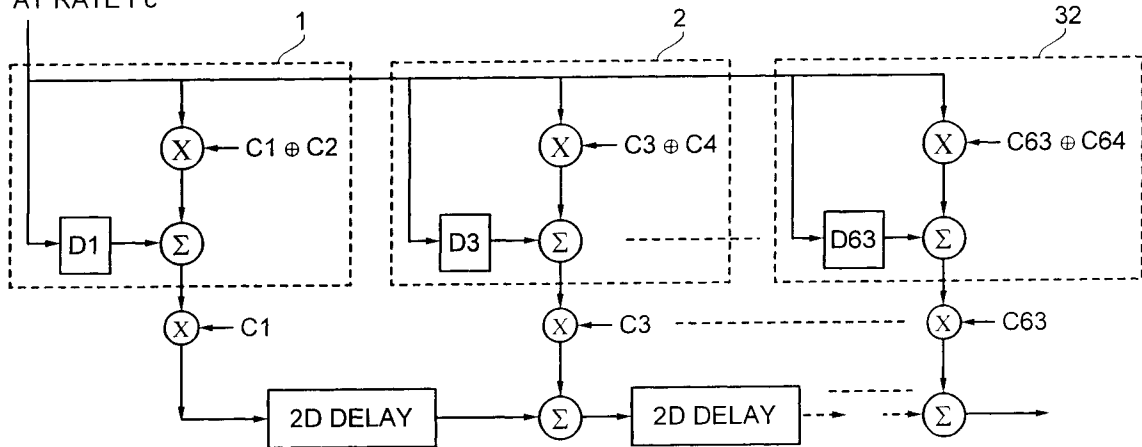 AT RATE Fc
1
2
32
X
C1 ⊕ C2
X
C3 ⊕ C4
X
C63 ⊕ C64
D1
Σ
D3
Σ
D63
Σ
X
C1
X
C3
X
C63
2D DELAY
Σ
2D DELAY
Σ